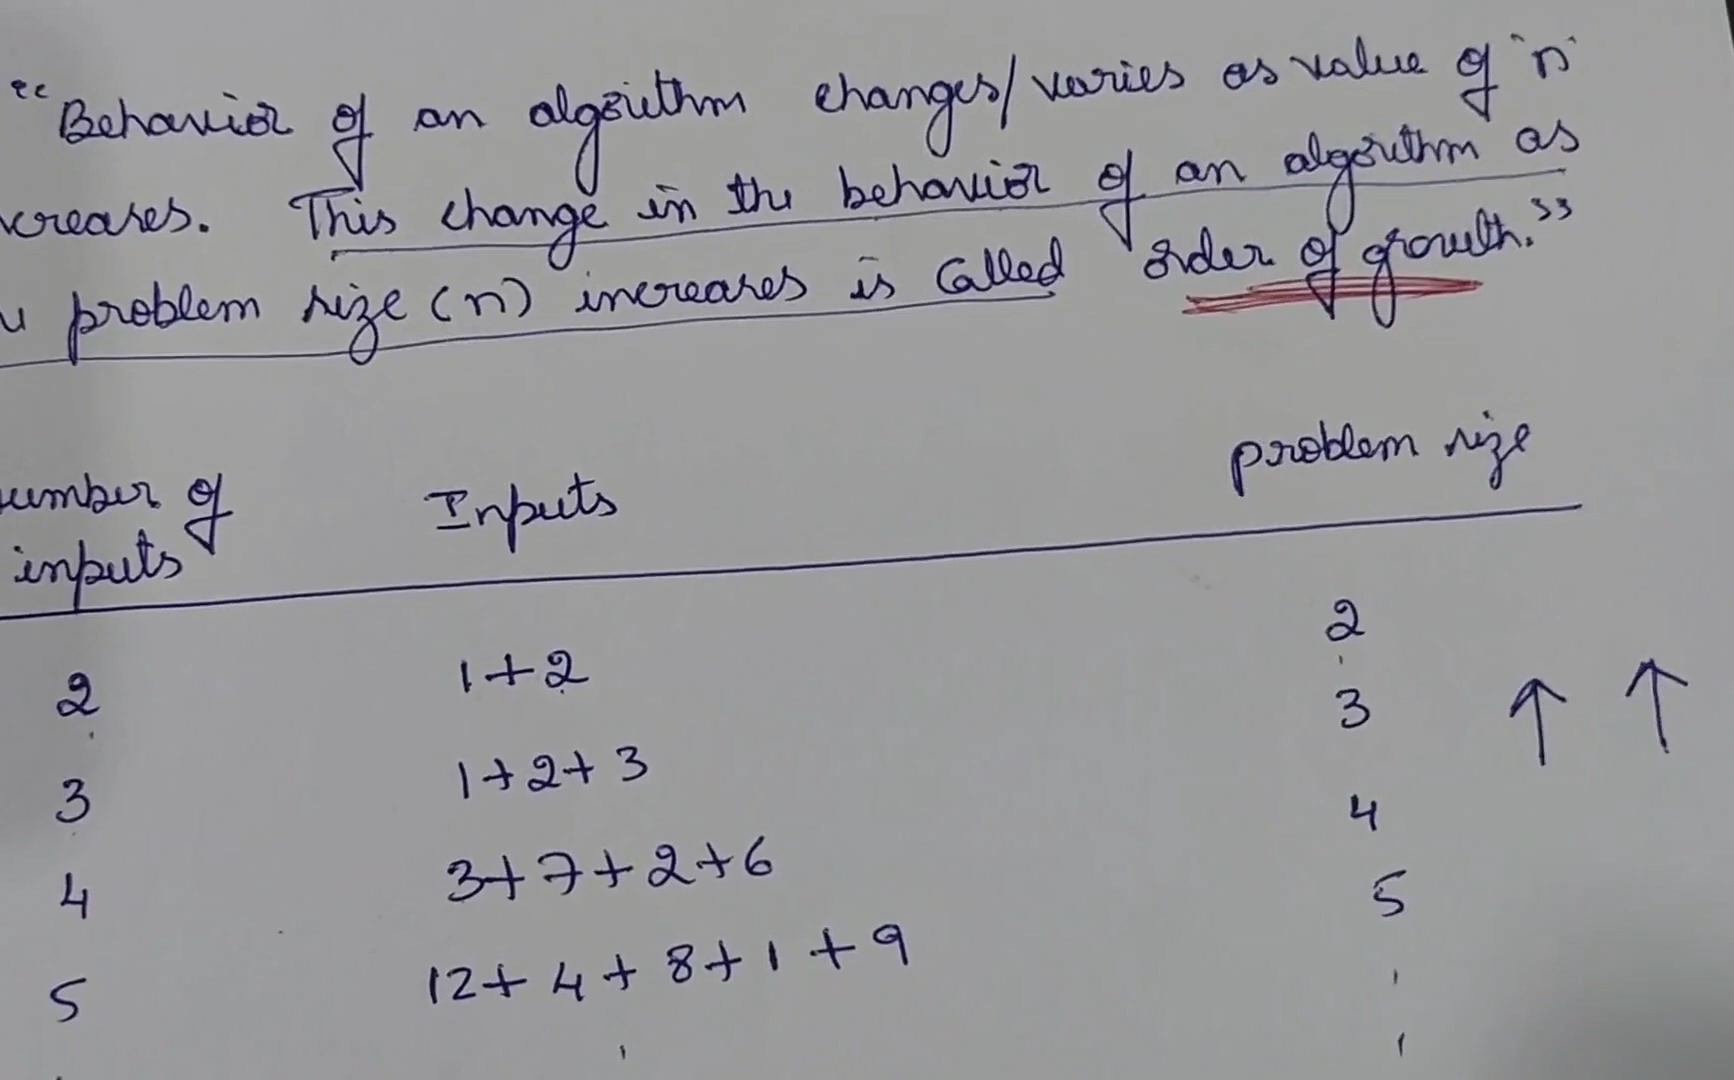 “Behavior of an algorithm changes/varies as value of 'n'
creases. This change in the behavior of an algorithm as
problem size (n) increases is called order of growth.”
umber of inputs Inputs problem size
2 1+2 2
3 1+2+3 3
4 3+7+2+6 4
5 12+4+8+1+9 5